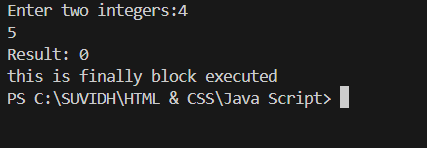 Enter two integers:4
5
Result: 0
this is finally block executed
PS C:\SUVIDH\HTML & CSS\Java Script>